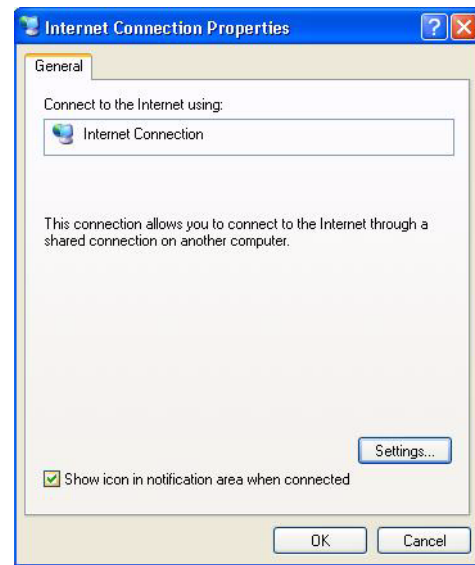 Internet Connection Properties
General
Connect to the Internet using:
Internet Connection
This connection allows you to connect to the Internet through a
shared connection on another computer.
Settings...
Show icon in notification area when connected
OK
Cancel